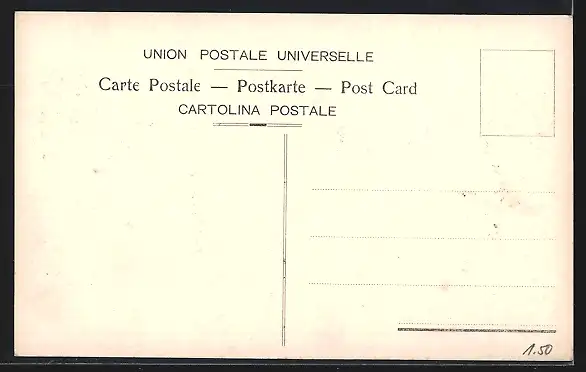 UNION POSTALE UNIVERSELLE
Carte Postale — Postkarte — Post Card
CARTOLINA POSTALE
1.50